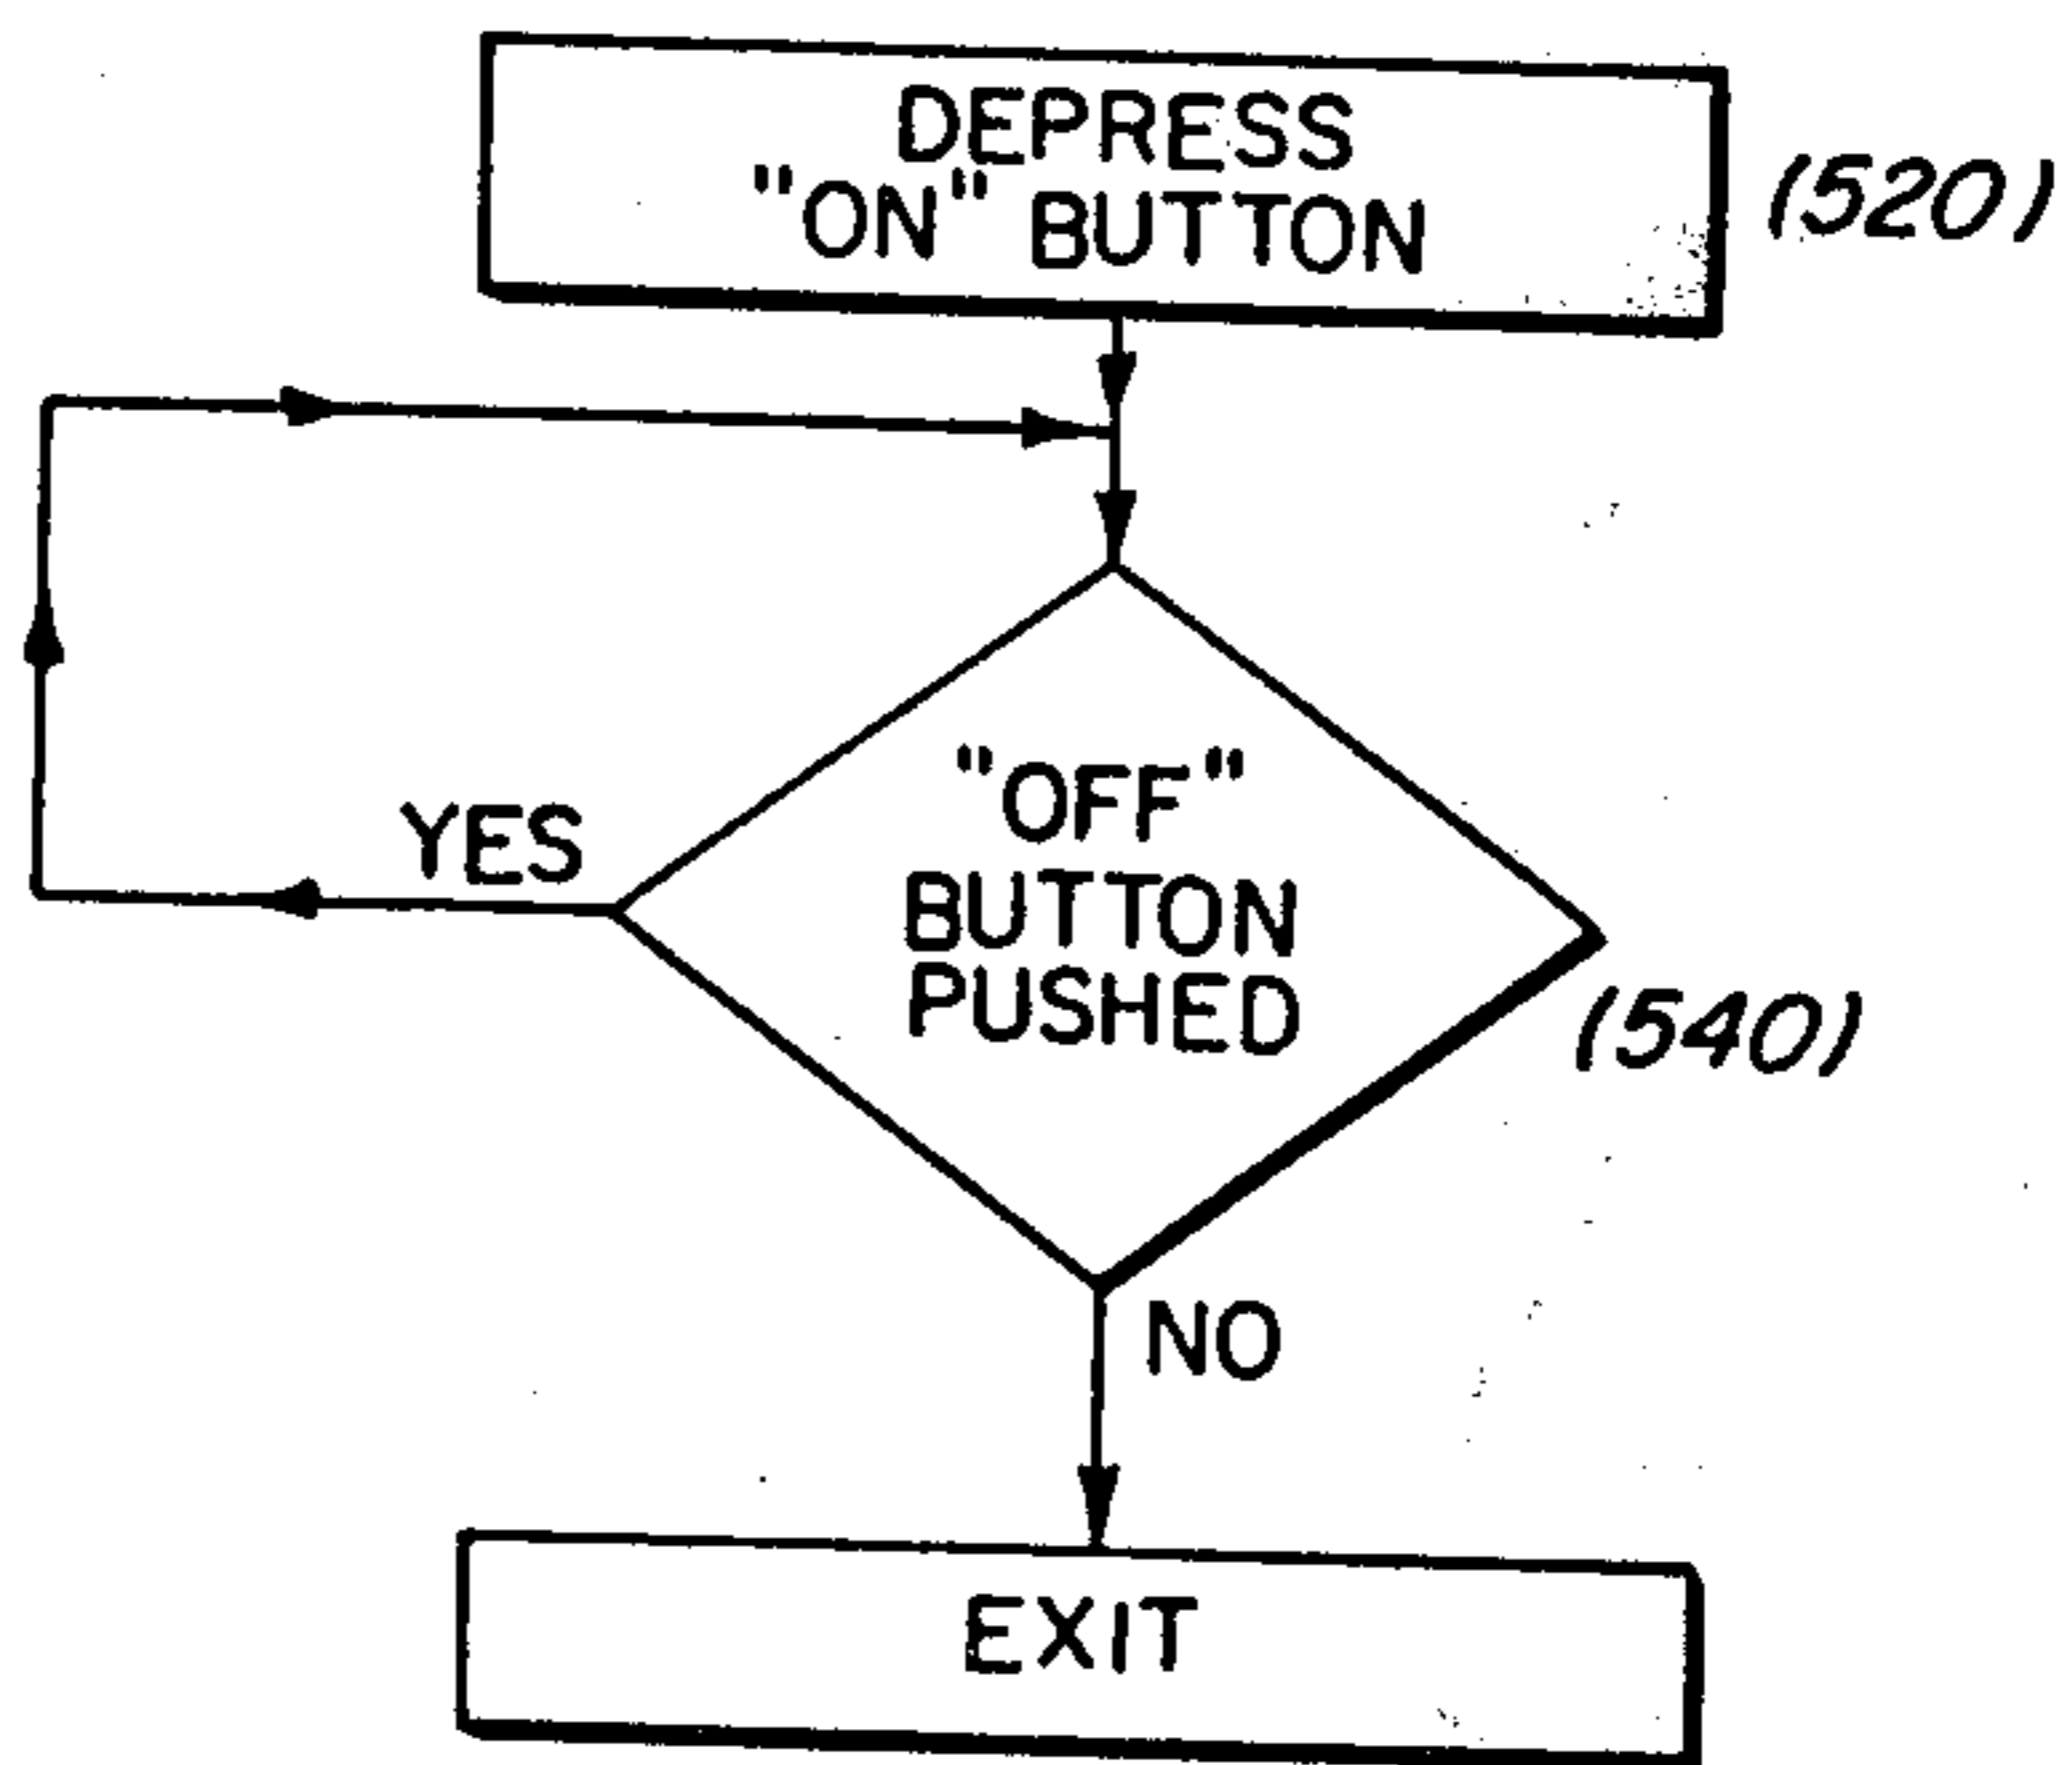 DEPRESS
"ON" BUTTON
(520)
"OFF"
BUTTON
PUSHED
YES
(540)
NO
EXIT